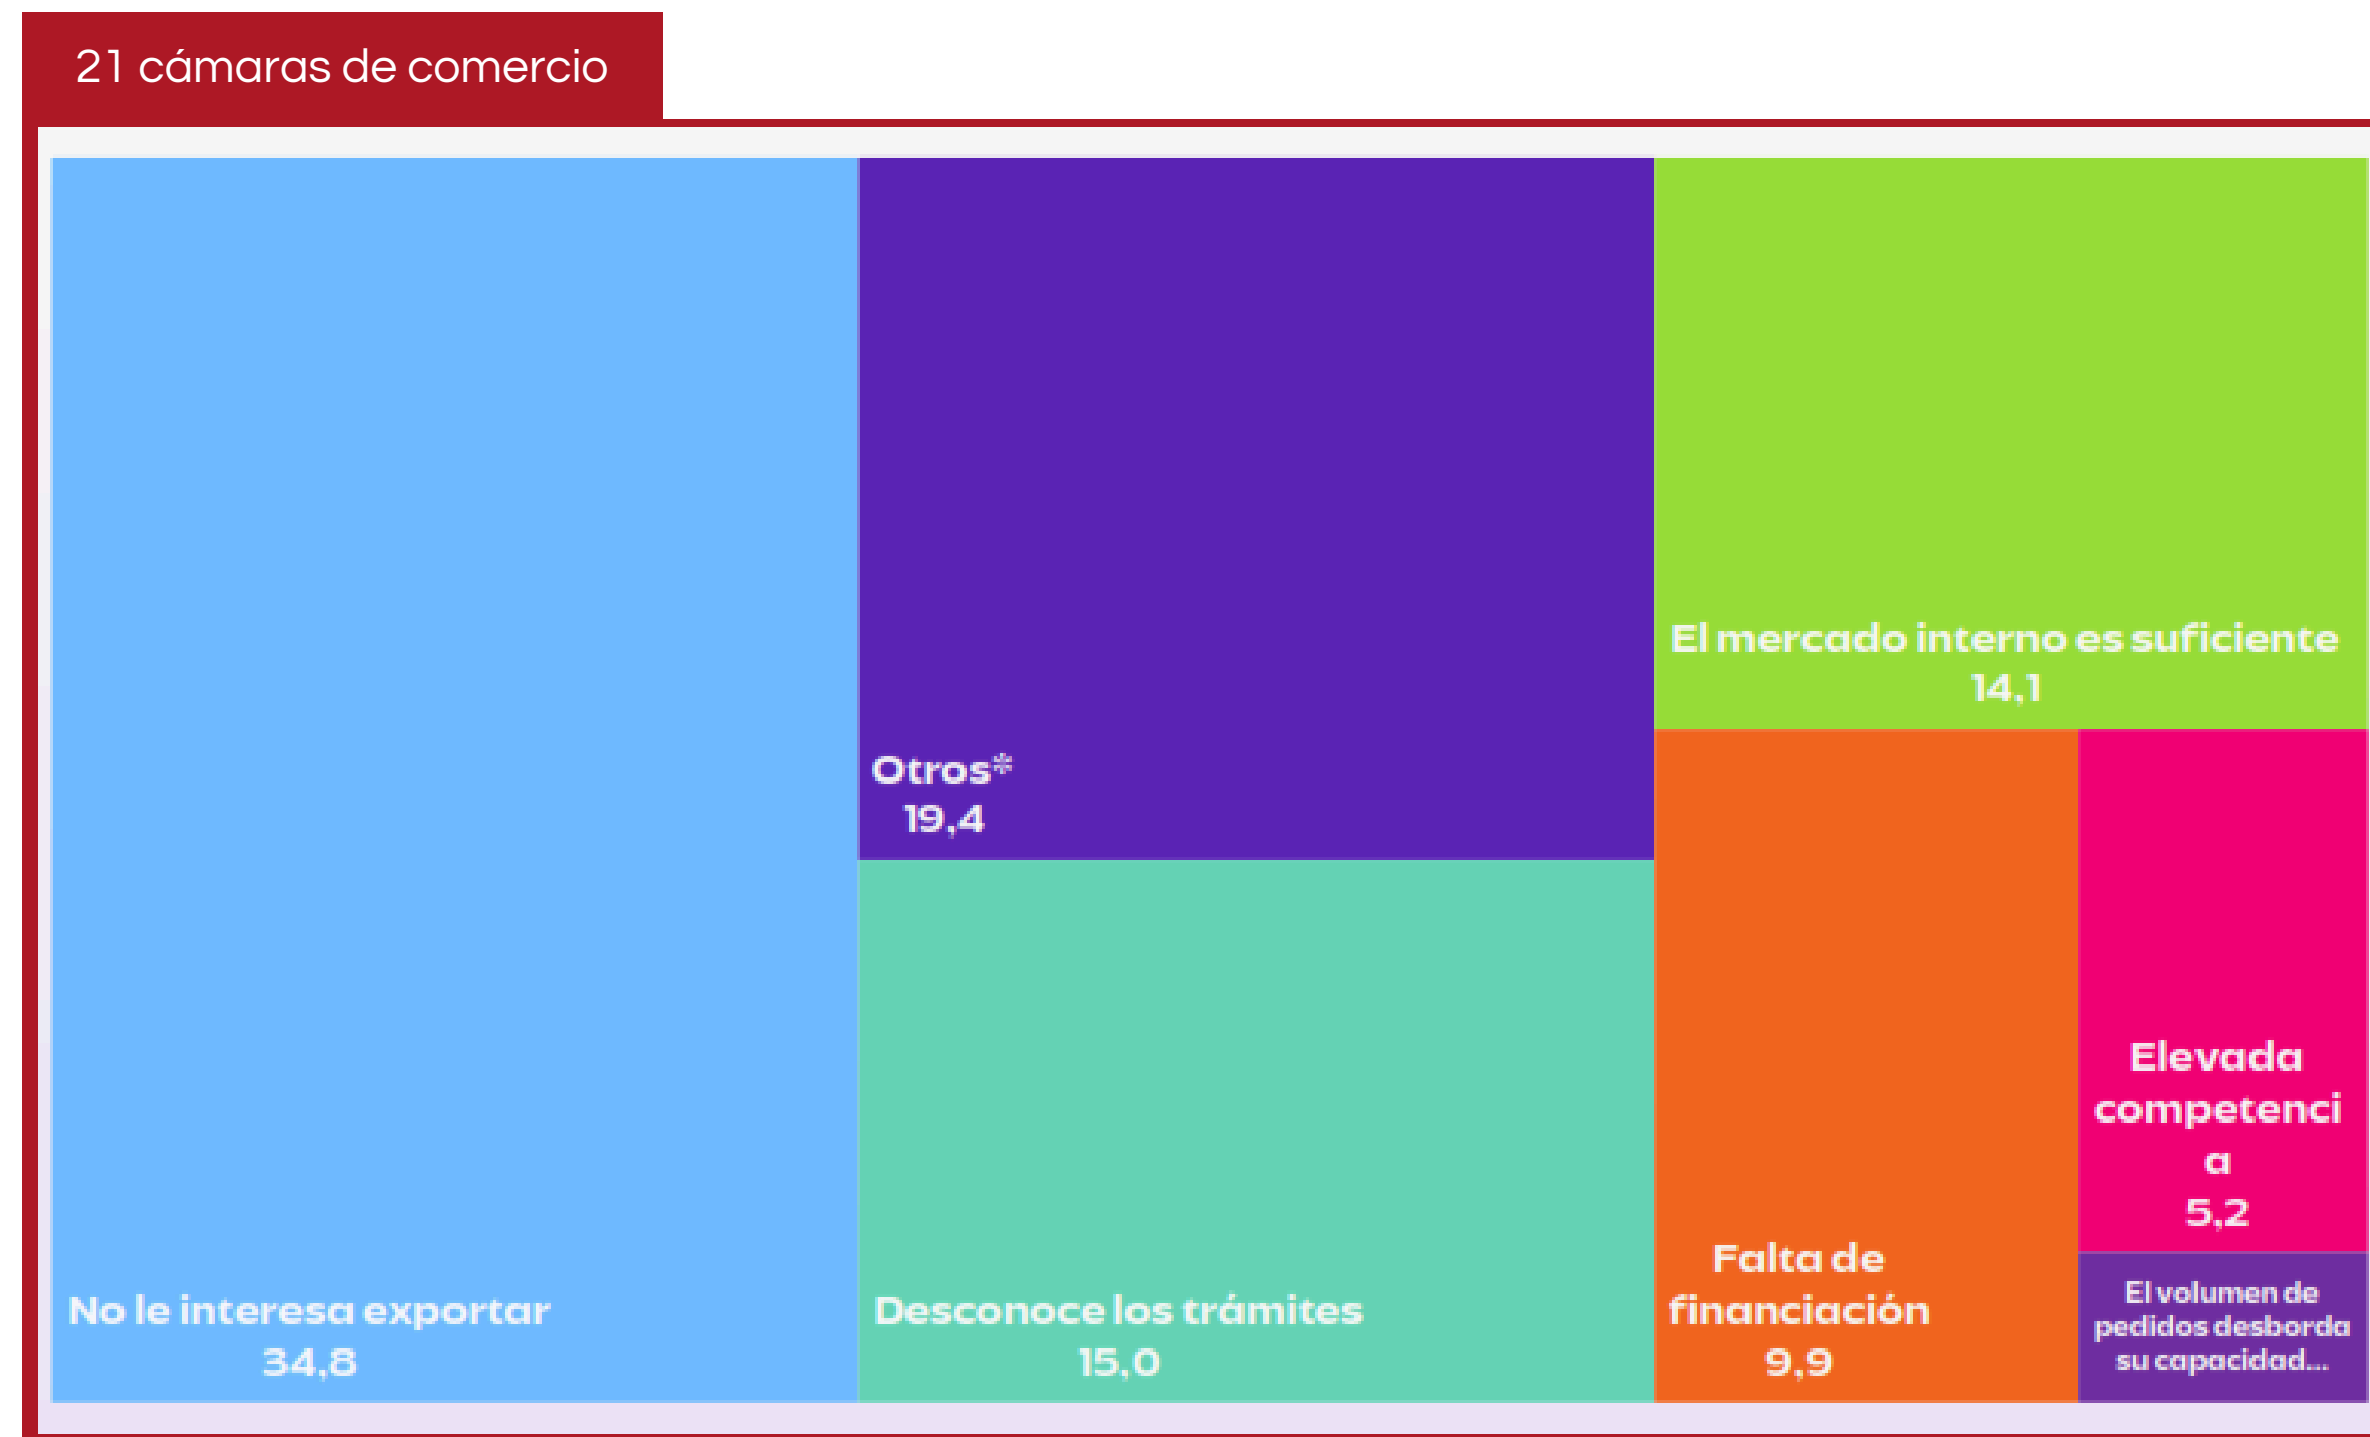 21 cámaras de comercio
No le interesa exportar
34,8
Otros*
19,4
Desconoce los trámites
15,0
El mercado interno es suficiente
14,1
Falta de
financiación
9,9
Elevada
competenci
a
5,2
El volumen de
pedidos desborda
su capacidad...